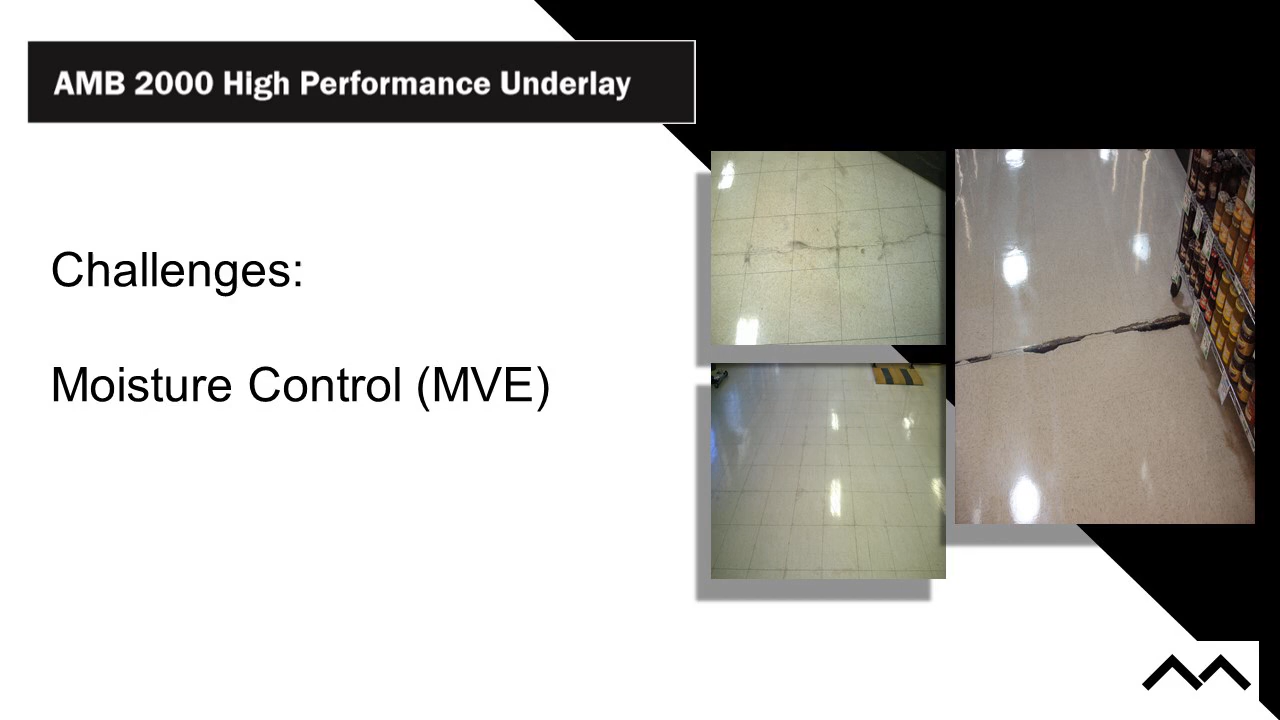 AMB 2000 High Performance Underlay
Challenges:
Moisture Control (MVE)